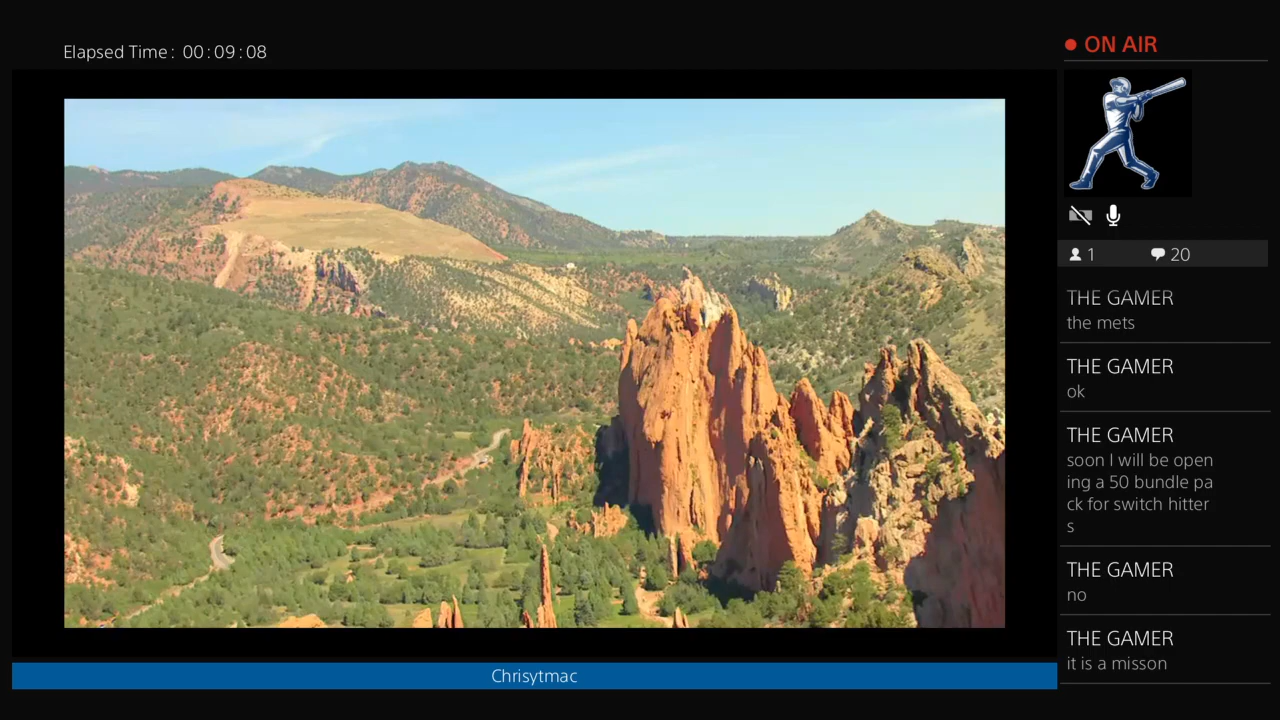 Elapsed Time: 00:09:08
ON AIR
1 20
THE GAMER
the mets
THE GAMER
ok
THE GAMER
soon I will be open
ing a 50 bundle pa
ck for switch hitter
s
THE GAMER
no
THE GAMER
it is a misson
Chrisytmac